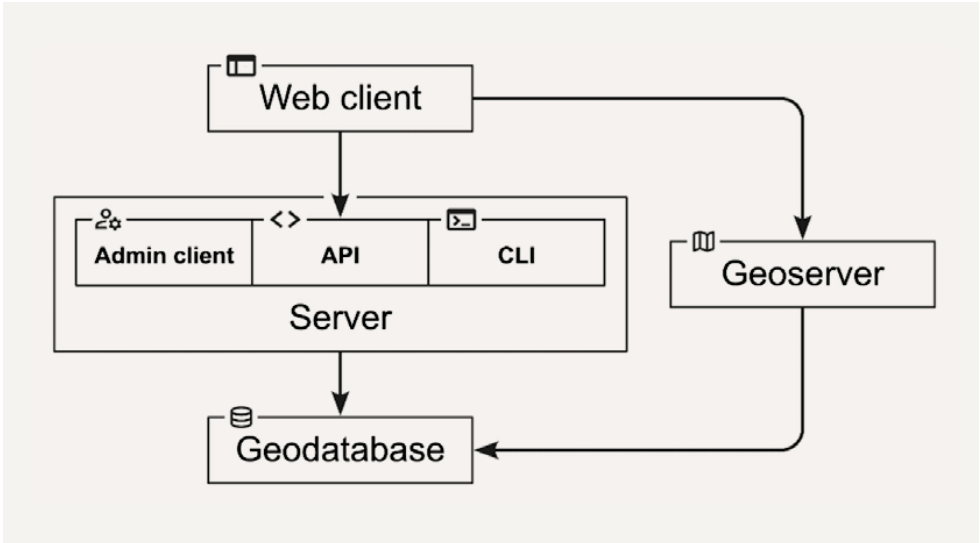 Web client
Admin client
API
CLI
Server
Geoserver
Geodatabase